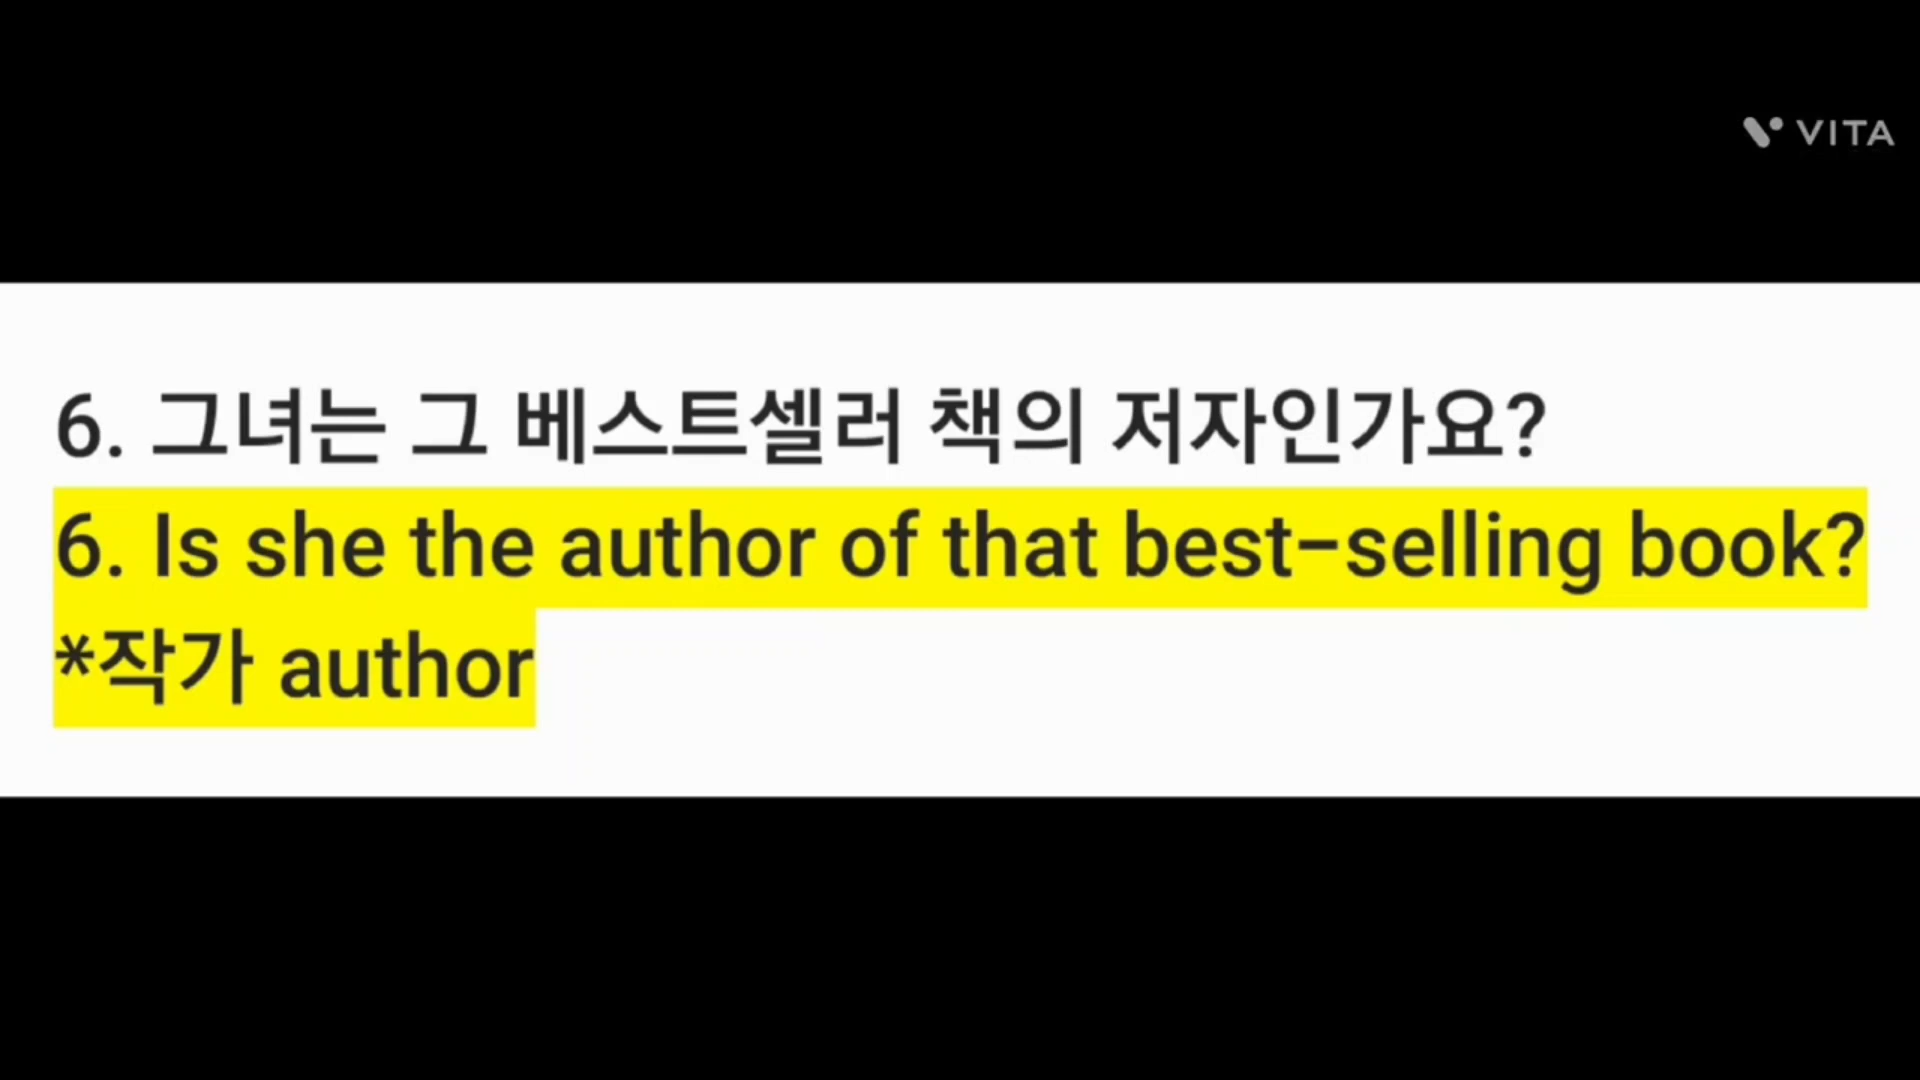 VITA
6. 그녀는 그 베스트셀러 책의 저자인가요?
6. Is she the author of that best-selling book?
*작가 author